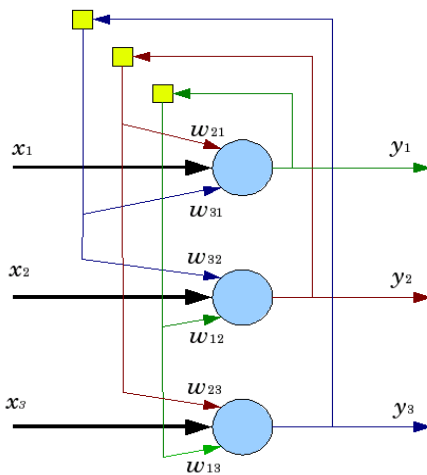 w₂₁
x₁ y₁
w₃₁
w₃₂
x₂ y₂
w₁₂
w₂₃
x₃ y₃
w₁₃